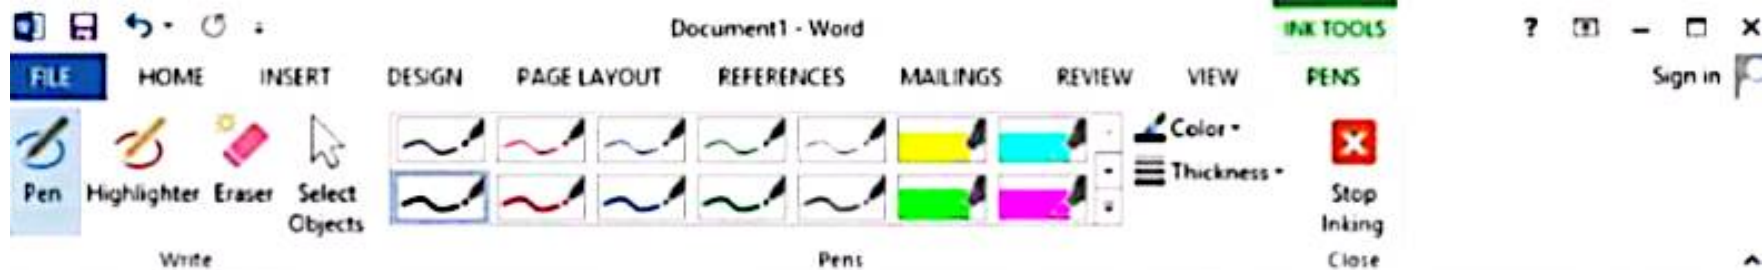 Document1 - Word
INK TOOLS
?
FILE HOME INSERT DESIGN PAGE LAYOUT REFERENCES MAILINGS REVIEW VIEW PENS Sign in
Pen Highlighter Eraser Select Objects
Color
Thickness
Stop Inking
Write Pens Close